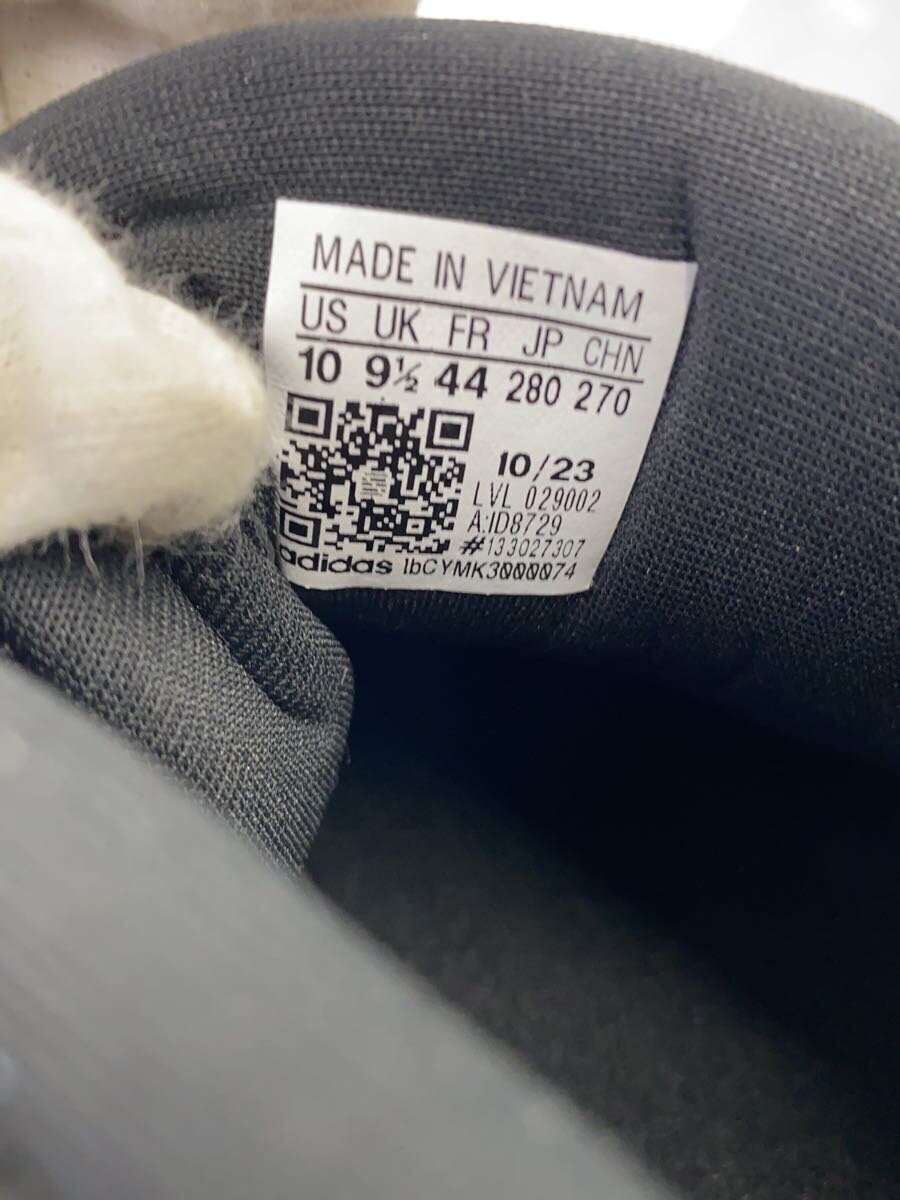 MADE IN VIETNAM
US UK FR JP CHN
10 9½ 44 280 270
10/23
LVL 029002
A:ID8729
#133027307
adidas lbCYMK3000074